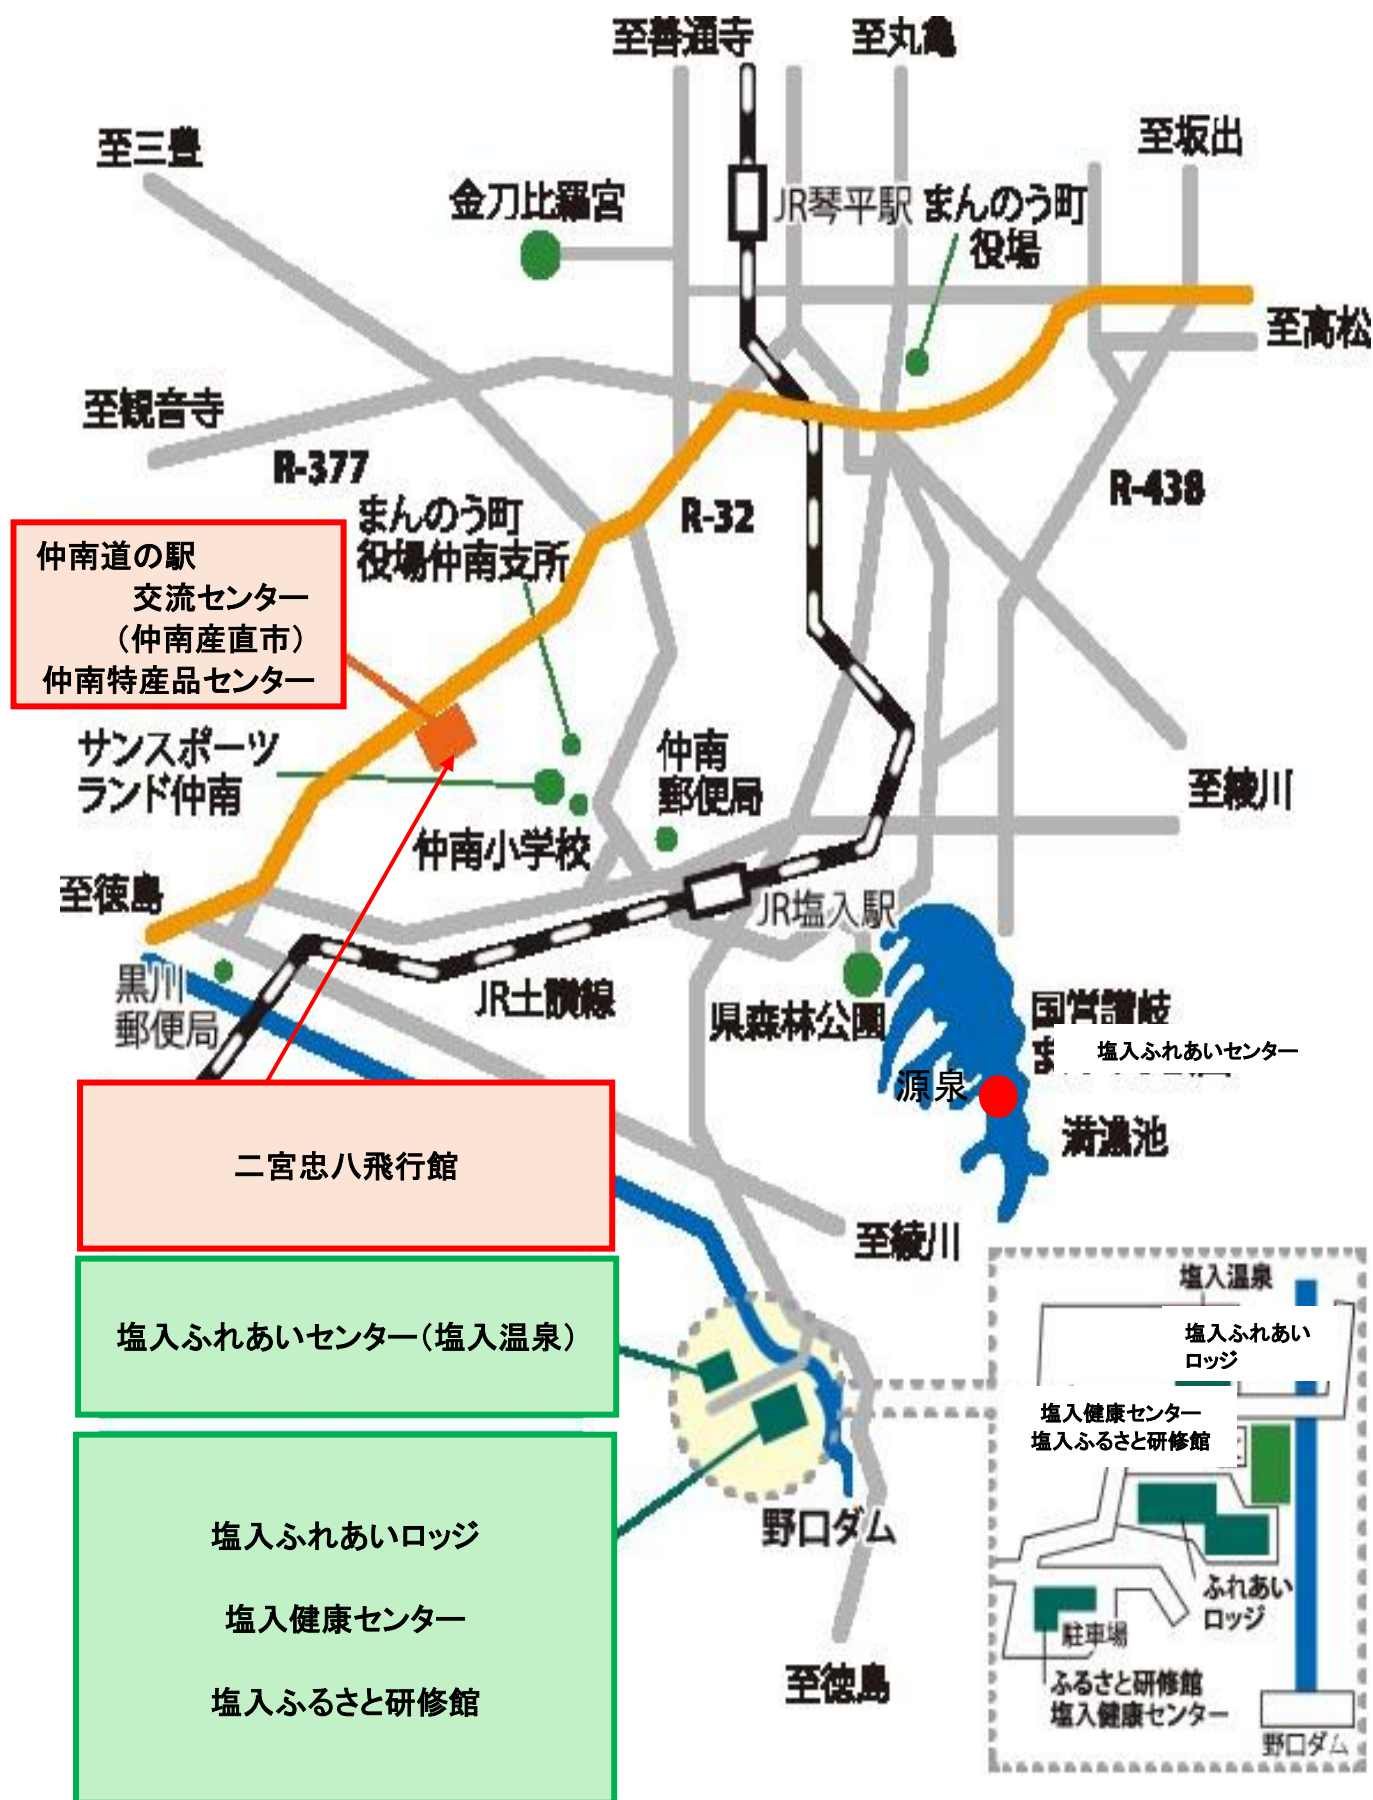 至善通寺
至丸亀
至坂出
至三豊
金刀比羅宮
JR琴平駅
まんのう町
役場
至高松
至観音寺
R-377
R-32
R-438
まんのう町
役場仲南支所
仲南道の駅
交流センター
（仲南産直市）
仲南特産品センター
サンスポーツ
ランド仲南
仲南
郵便局
至綾川
仲南小学校
至徳島
JR塩入駅
黒川
郵便局
JR土讃線
県森林公園
国営讃岐
塩入ふれあいセンター
源泉
満濃池
二宮忠八飛行館
至綾川
塩入ふれあいセンター（塩入温泉）
塩入温泉
塩入ふれあい
ロッジ
塩入健康センター
塩入ふるさと研修館
塩入ふれあいロッジ
塩入健康センター
塩入ふるさと研修館
野口ダム
至徳島
ふれあい
ロッジ
駐車場
ふるさと研修館
塩入健康センター
野口ダム